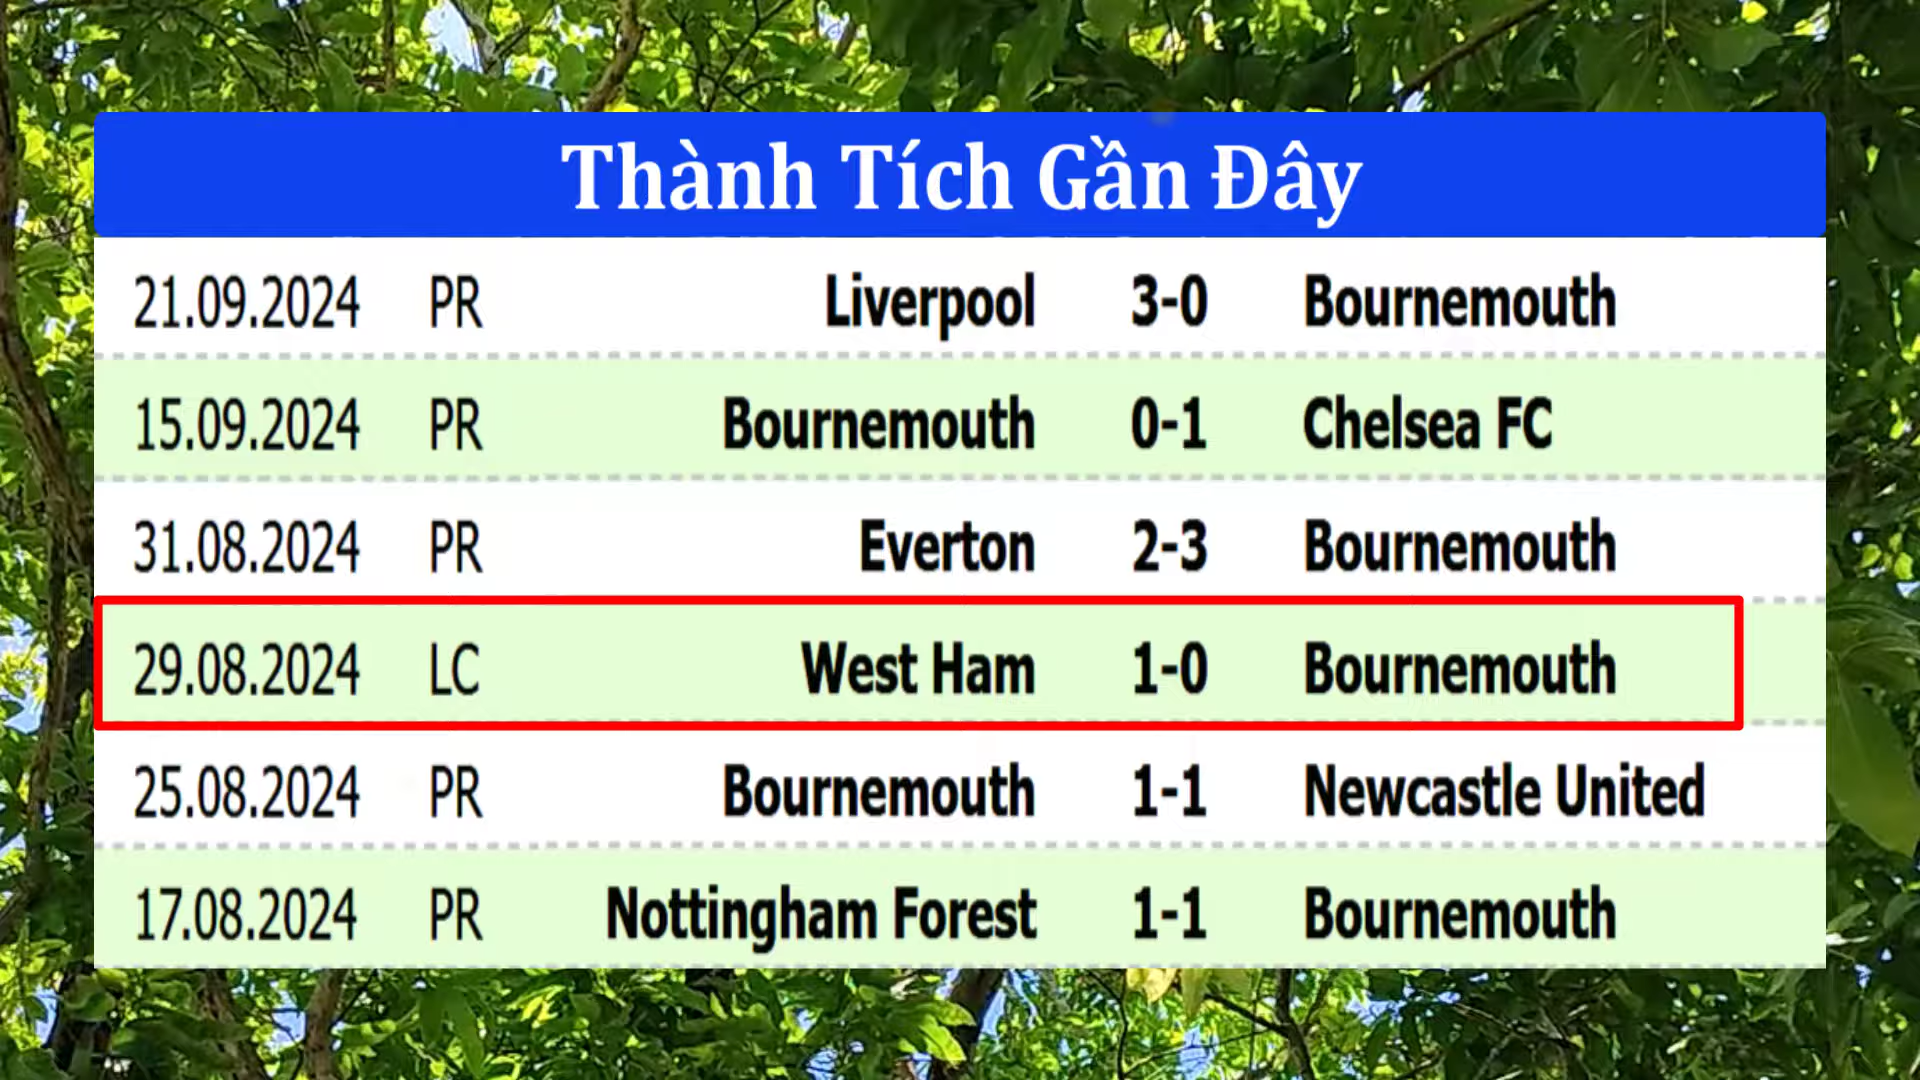 Thành Tích Gần Đây
21.09.2024 PR Liverpool 3-0 Bournemouth
15.09.2024 PR Bournemouth 0-1 Chelsea FC
31.08.2024 PR Everton 2-3 Bournemouth
29.08.2024 LC West Ham 1-0 Bournemouth
25.08.2024 PR Bournemouth 1-1 Newcastle United
17.08.2024 PR Nottingham Forest 1-1 Bournemouth